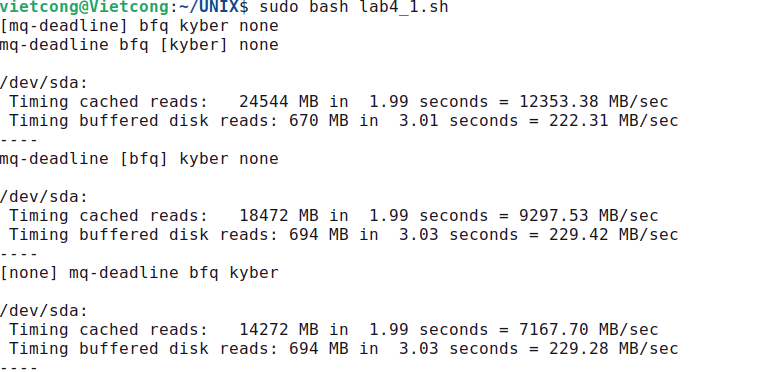 vietcong@Vietcong:~/UNIX$ sudo bash lab4_1.sh
[mq-deadline] bfq kyber none
mq-deadline bfq [kyber] none
/dev/sda:
Timing cached reads:   24544 MB in  1.99 seconds = 12353.38 MB/sec
Timing buffered disk reads: 670 MB in  3.01 seconds = 222.31 MB/sec
----
mq-deadline [bfq] kyber none
/dev/sda:
Timing cached reads:   18472 MB in  1.99 seconds = 9297.53 MB/sec
Timing buffered disk reads: 694 MB in  3.03 seconds = 229.42 MB/sec
----
[none] mq-deadline bfq kyber
/dev/sda:
Timing cached reads:   14272 MB in  1.99 seconds = 7167.70 MB/sec
Timing buffered disk reads: 694 MB in  3.03 seconds = 229.28 MB/sec
----